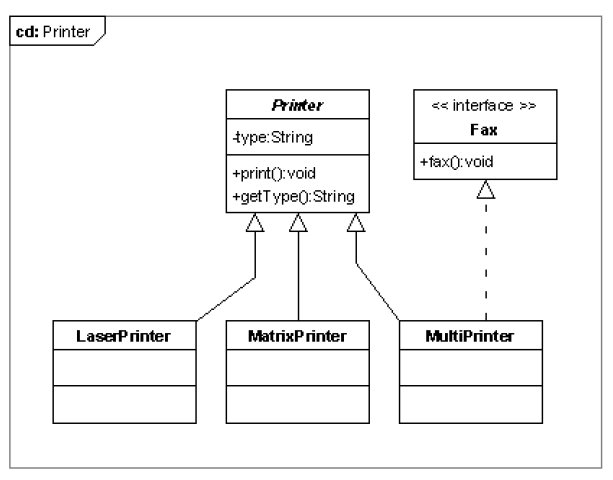 cd: Printer
Printer
-type:String
+print():void
+getType():String
<< interface >>
Fax
+fax():void
LaserPrinter
MatrixPrinter
MultiPrinter